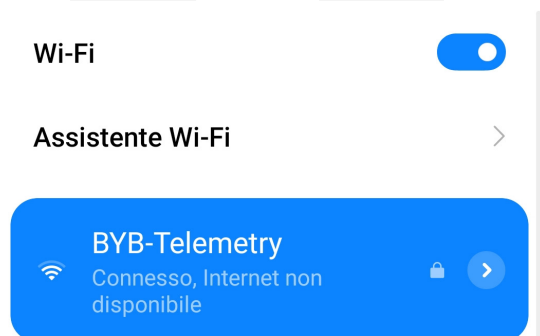 Wi-Fi
Assistente Wi-Fi
BYB-Telemetry
Connesso, Internet non
disponibile